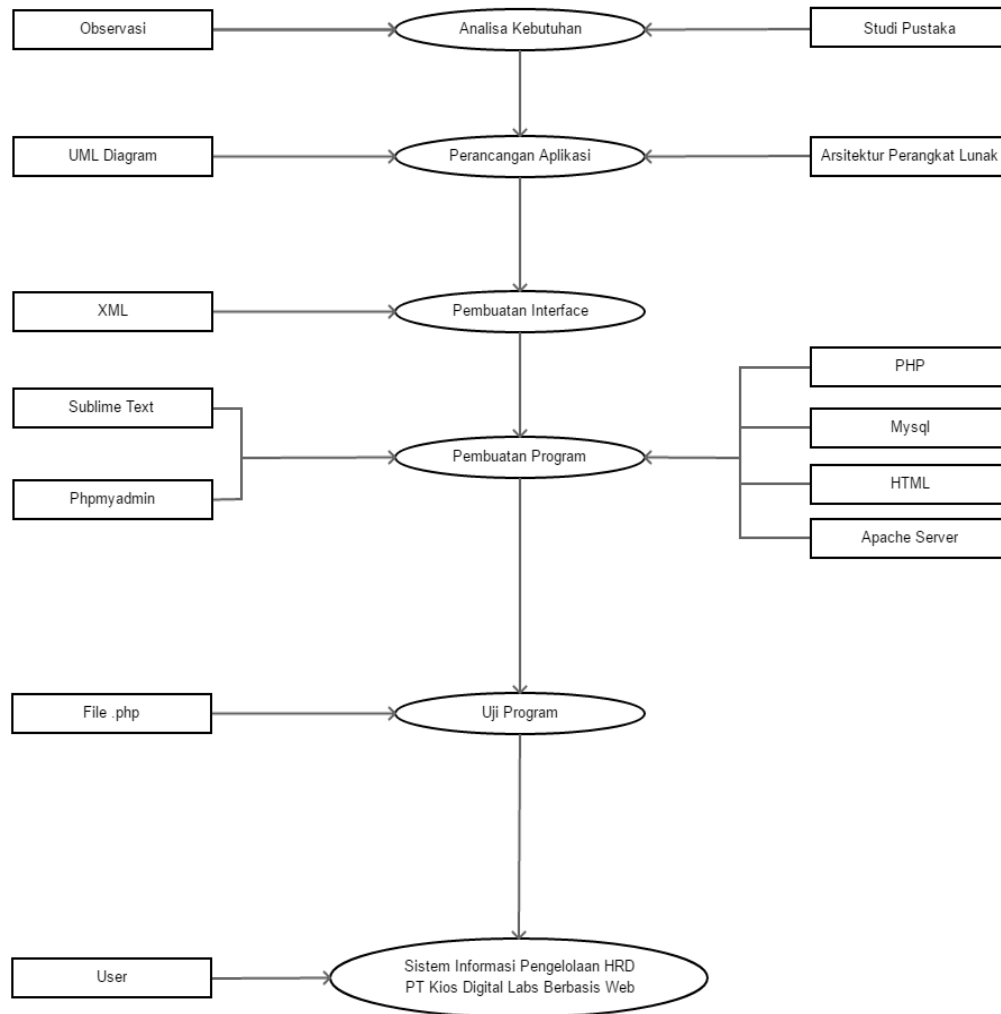 Observasi
Analisa Kebutuhan
Studi Pustaka
UML Diagram
Perancangan Aplikasi
Arsitektur Perangkat Lunak
XML
Pembuatan Interface
PHP
Sublime Text
Mysql
Pembuatan Program
HTML
Phpmyadmin
Apache Server
File .php
Uji Program
User
Sistem Informasi Pengelolaan HRD
PT Kios Digital Labs Berbasis Web